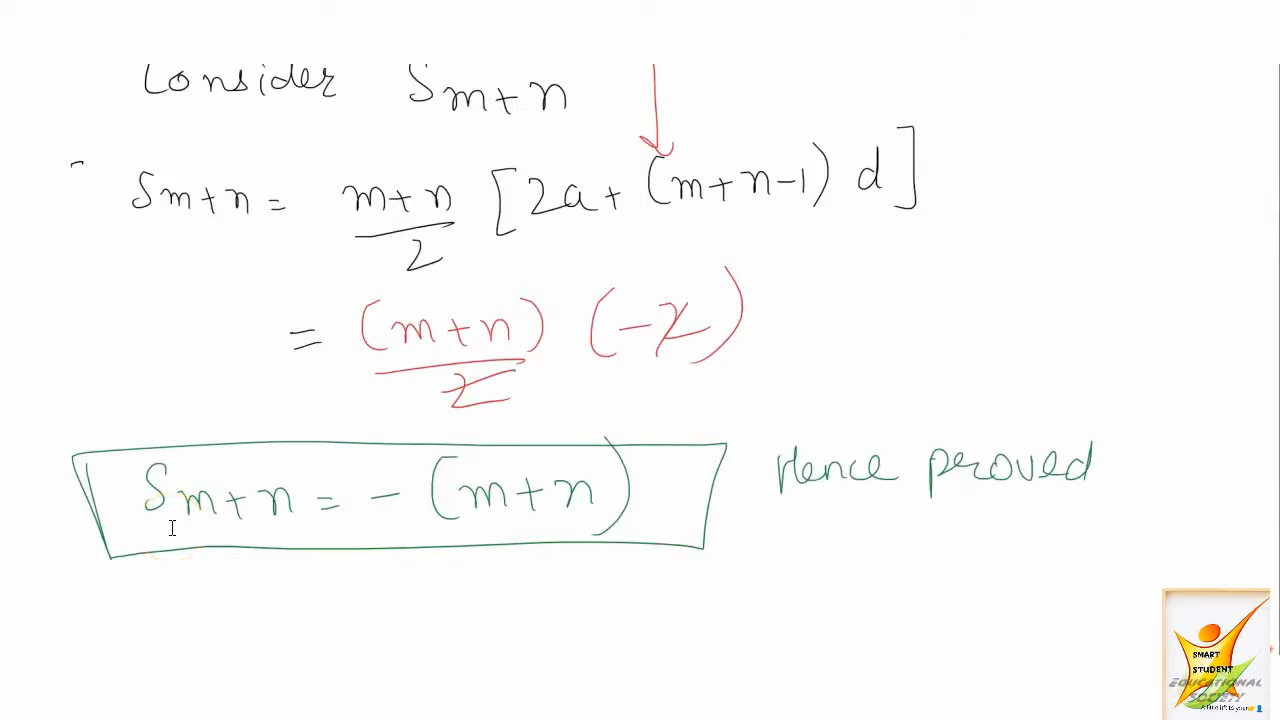 Consider Sm+n
Sm+n = m+n/2 [2a+ (m+n-1) d]
= (m+n)/2 (-2)
Sm+n = - (m+n)
Hence proved
SMART
STUDENT
EDUCATIONAL
SOCIETY